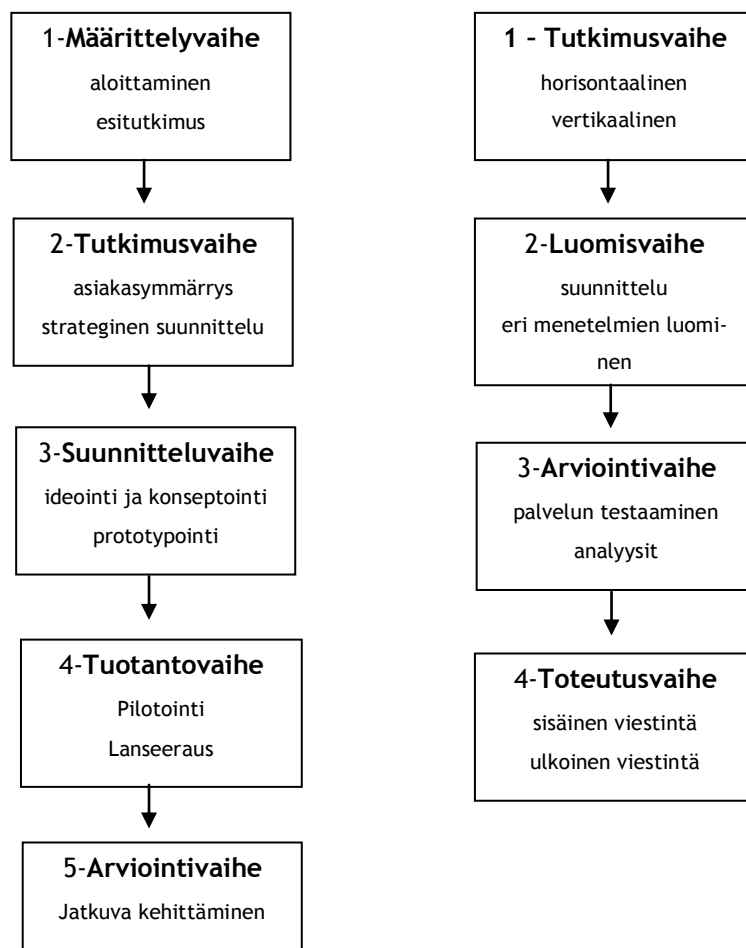 1-Määrittelyvaihe
aloittaminen
esitutkimus
2-Tutkimusvaihe
asiakasymmärrys
strateginen suunnittelu
3-Suunnitteluvaihe
ideointi ja konseptointi
prototypointi
4-Tuotantovaihe
Pilotointi
Lanseeraus
5-Arviointivaihe
Jatkuva kehittäminen
1 – Tutkimusvaihe
horisontaalinen
vertikaalinen
2-Luomisvaihe
suunnittelu
eri menetelmien luomi-
nen
3-Arviointivaihe
palvelun testaaminen
analyysit
4-Toteutusvaihe
sisäinen viestintä
ulkoinen viestintä